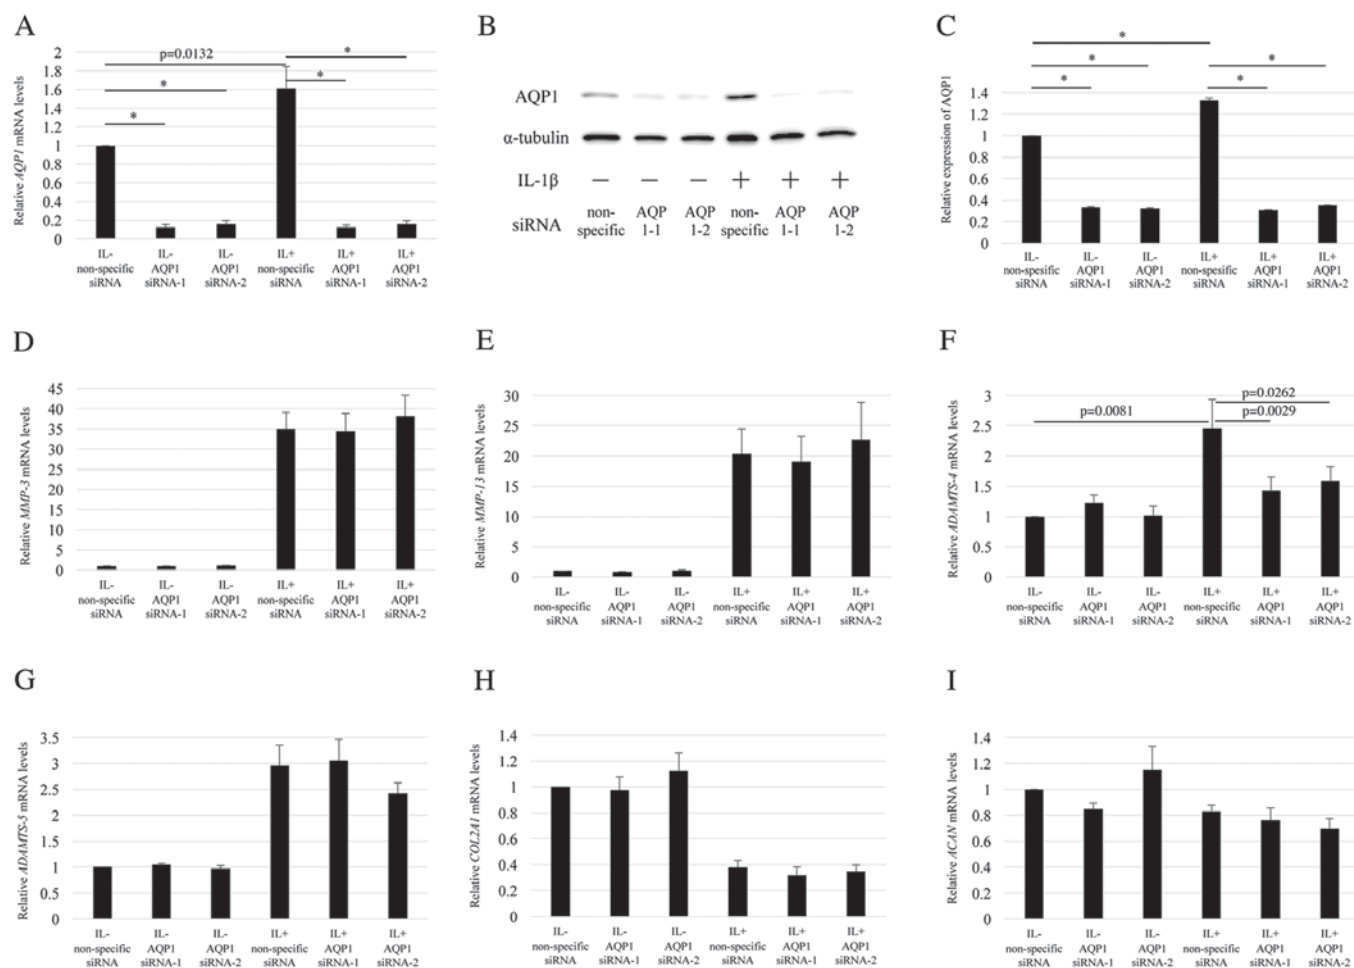 A
Relative AQP1 mRNA levels
2
1.8
1.6
1.4
1.2
1
0.8
0.6
0.4
0.2
0
p=0.0132
*
*
*
*
IL- IL- IL- IL+ IL+ IL+
non-specific AQP1 AQP1 non-specific AQP1 AQP1
siRNA siRNA-1 siRNA-2 siRNA siRNA-1 siRNA-2
B
AQP1
α-tubulin
IL-1β − − − + + +
non- AQP AQP non- AQP AQP
siRNA
specific 1-1 1-2 specific 1-1 1-2
C
Relative expression of AQP1
1.4
1.2
1
0.8
0.6
0.4
0.2
0
*
*
*
*
*
IL- IL- IL- IL+ IL+ IL+
non-spesific AQP1 AQP1 non-spesific AQP1 AQP1
siRNA siRNA-1 siRNA-2 siRNA siRNA-1 siRNA-2
D
Relative MMP-3 mRNA levels
45
40
35
30
25
20
15
10
5
0
IL- IL- IL- IL+ IL+ IL+
non-specific AQP1 AQP1 non-specific AQP1 AQP1
siRNA siRNA-1 siRNA-2 siRNA siRNA-1 siRNA-2
E
Relative MMP-13 mRNA levels
30
25
20
15
10
5
0
IL- IL- IL- IL+ IL+ IL+
non-specific AQP1 AQP1 non-specific AQP1 AQP1
siRNA siRNA-1 siRNA-2 siRNA siRNA-1 siRNA-2
F
Relative ADAMTS-4 mRNA levels
3
2.5
2
1.5
1
0.5
0
p=0.0262
p=0.0081
p=0.0029
IL- IL- IL- IL+ IL+ IL+
non-specific AQP1 AQP1 non-specific AQP1 AQP1
siRNA siRNA-1 siRNA-2 siRNA siRNA-1 siRNA-2
G
Relative ADAMTS-5 mRNA levels
3.5
3
2.5
2
1.5
1
0.5
0
IL- IL- IL- IL+ IL+ IL+
non-specific AQP1 AQP1 non-specific AQP1 AQP1
siRNA siRNA-1 siRNA-2 siRNA siRNA-1 siRNA-2
H
Relative COL2A1 mRNA levels
1.4
1.2
1
0.8
0.6
0.4
0.2
0
IL- IL- IL- IL+ IL+ IL+
non-specific AQP1 AQP1 non-specific AQP1 AQP1
siRNA siRNA-1 siRNA-2 siRNA siRNA-1 siRNA-2
I
Relative ACAN mRNA levels
1.4
1.2
1
0.8
0.6
0.4
0.2
0
IL- IL- IL- IL+ IL+ IL+
non-specific AQP1 AQP1 non-specific AQP1 AQP1
siRNA siRNA-1 siRNA-2 siRNA siRNA-1 siRNA-2